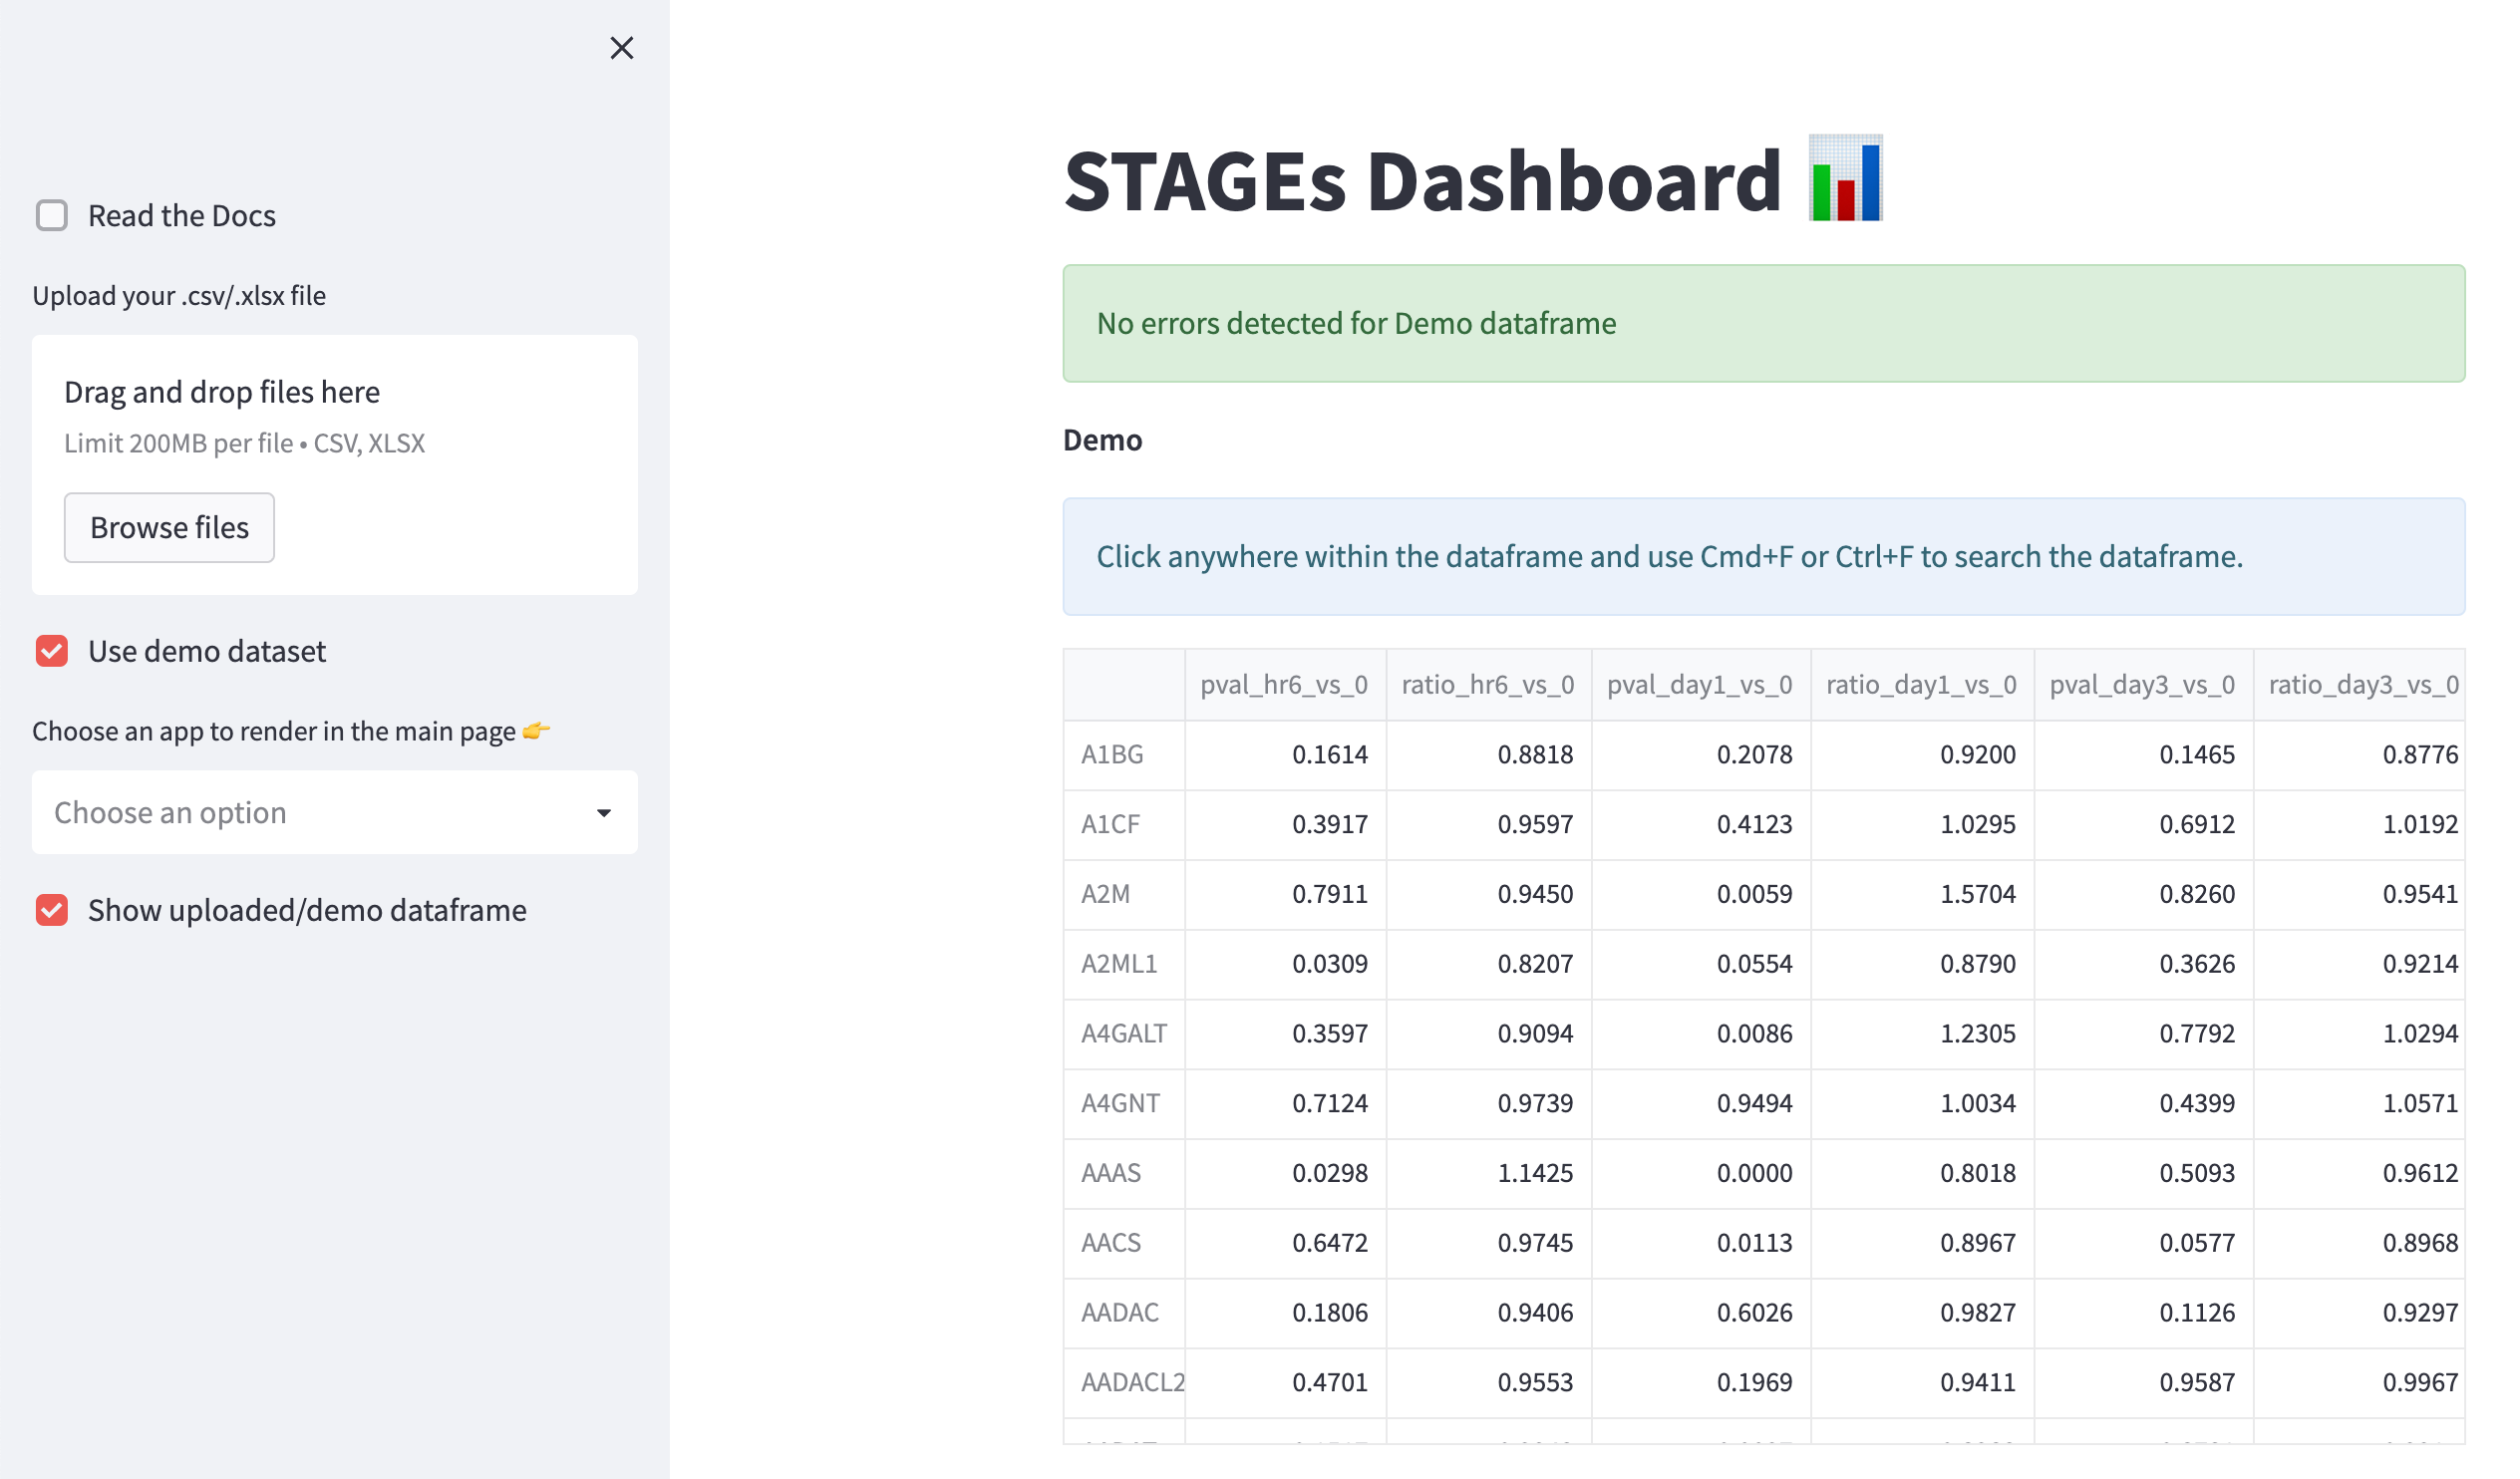 Read the Docs
Upload your .csv/.xlsx file
Drag and drop files here
Limit 200MB per file • CSV, XLSX
Browse files
Use demo dataset
Choose an app to render in the main page 👉
Choose an option
Show uploaded/demo dataframe
STAGEs Dashboard 📊
No errors detected for Demo dataframe
Demo
Click anywhere within the dataframe and use Cmd+F or Ctrl+F to search the dataframe.
pval_hr6_vs_0 ratio_hr6_vs_0 pval_day1_vs_0 ratio_day1_vs_0 pval_day3_vs_0 ratio_day3_vs_0
A1BG 0.1614 0.8818 0.2078 0.9200 0.1465 0.8776
A1CF 0.3917 0.9597 0.4123 1.0295 0.6912 1.0192
A2M 0.7911 0.9450 0.0059 1.5704 0.8260 0.9541
A2ML1 0.0309 0.8207 0.0554 0.8790 0.3626 0.9214
A4GALT 0.3597 0.9094 0.0086 1.2305 0.7792 1.0294
A4GNT 0.7124 0.9739 0.9494 1.0034 0.4399 1.0571
AAAS 0.0298 1.1425 0.0000 0.8018 0.5093 0.9612
AACS 0.6472 0.9745 0.0113 0.8967 0.0577 0.8968
AADAC 0.1806 0.9406 0.6026 0.9827 0.1126 0.9297
AADACL2 0.4701 0.9553 0.1969 0.9411 0.9587 0.9967